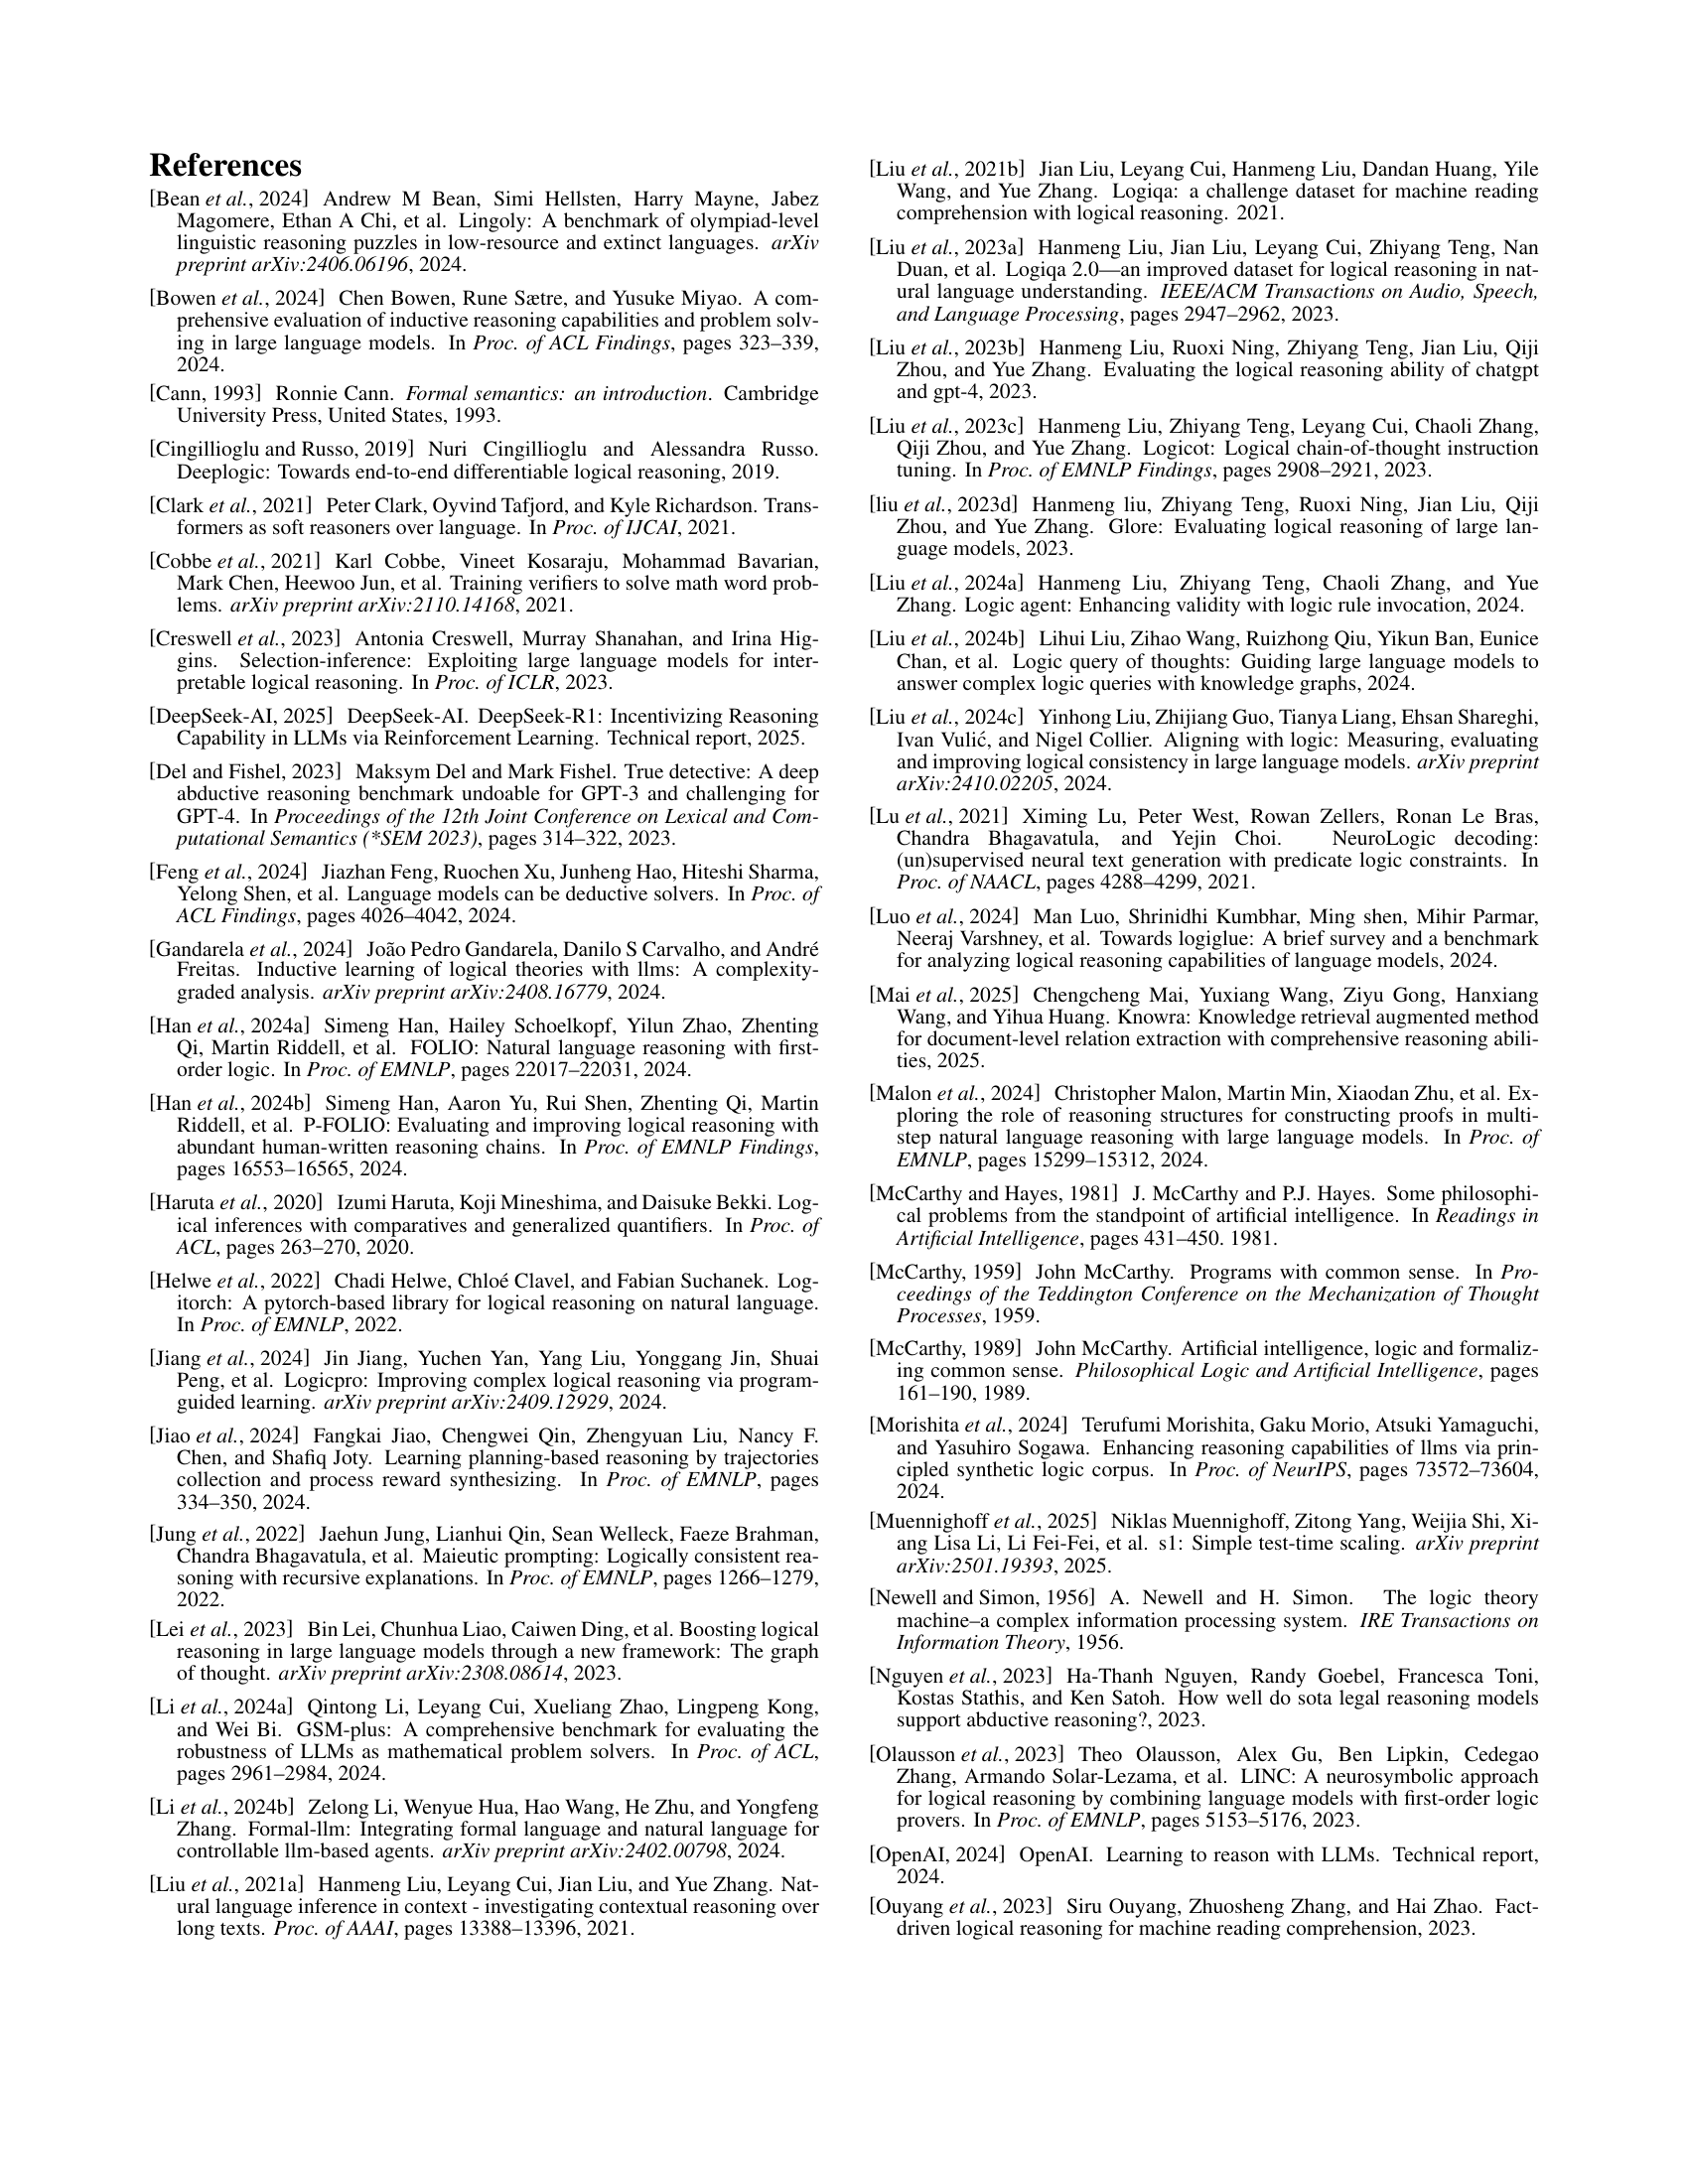 References
[Bean et al., 2024] Andrew M Bean, Simi Hellsten, Harry Mayne, Jabez
Magomere, Ethan A Chi, et al. Lingoly: A benchmark of olympiad-level
linguistic reasoning puzzles in low-resource and extinct languages. arXiv
preprint arXiv:2406.06196, 2024.
[Bowen et al., 2024] Chen Bowen, Rune Sætre, and Yusuke Miyao. A com-
prehensive evaluation of inductive reasoning capabilities and problem solv-
ing in large language models. In Proc. of ACL Findings, pages 323–339,
2024.
[Cann, 1993] Ronnie Cann. Formal semantics: an introduction. Cambridge
University Press, United States, 1993.
[Cingillioglu and Russo, 2019] Nuri Cingillioglu and Alessandra Russo.
Deeplogic: Towards end-to-end differentiable logical reasoning, 2019.
[Clark et al., 2021] Peter Clark, Oyvind Tafjord, and Kyle Richardson. Trans-
formers as soft reasoners over language. In Proc. of IJCAI, 2021.
[Cobbe et al., 2021] Karl Cobbe, Vineet Kosaraju, Mohammad Bavarian,
Mark Chen, Heewoo Jun, et al. Training verifiers to solve math word prob-
lems. arXiv preprint arXiv:2110.14168, 2021.
[Creswell et al., 2023] Antonia Creswell, Murray Shanahan, and Irina Hig-
gins. Selection-inference: Exploiting large language models for inter-
pretable logical reasoning. In Proc. of ICLR, 2023.
[DeepSeek-AI, 2025] DeepSeek-AI. DeepSeek-R1: Incentivizing Reasoning
Capability in LLMs via Reinforcement Learning. Technical report, 2025.
[Del and Fishel, 2023] Maksym Del and Mark Fishel. True detective: A deep
abductive reasoning benchmark undoable for GPT-3 and challenging for
GPT-4. In Proceedings of the 12th Joint Conference on Lexical and Com-
putational Semantics (*SEM 2023), pages 314–322, 2023.
[Feng et al., 2024] Jiazhan Feng, Ruochen Xu, Junheng Hao, Hiteshi Sharma,
Yelong Shen, et al. Language models can be deductive solvers. In Proc. of
ACL Findings, pages 4026–4042, 2024.
[Gandarela et al., 2024] João Pedro Gandarela, Danilo S Carvalho, and André
Freitas. Inductive learning of logical theories with llms: A complexity-
graded analysis. arXiv preprint arXiv:2408.16779, 2024.
[Han et al., 2024a] Simeng Han, Hailey Schoelkopf, Yilun Zhao, Zhenting
Qi, Martin Riddell, et al. FOLIO: Natural language reasoning with first-
order logic. In Proc. of EMNLP, pages 22017–22031, 2024.
[Han et al., 2024b] Simeng Han, Aaron Yu, Rui Shen, Zhenting Qi, Martin
Riddell, et al. P-FOLIO: Evaluating and improving logical reasoning with
abundant human-written reasoning chains. In Proc. of EMNLP Findings,
pages 16553–16565, 2024.
[Haruta et al., 2020] Izumi Haruta, Koji Mineshima, and Daisuke Bekki. Log-
ical inferences with comparatives and generalized quantifiers. In Proc. of
ACL, pages 263–270, 2020.
[Helwe et al., 2022] Chadi Helwe, Chloé Clavel, and Fabian Suchanek. Log-
itorch: A pytorch-based library for logical reasoning on natural language.
In Proc. of EMNLP, 2022.
[Jiang et al., 2024] Jin Jiang, Yuchen Yan, Yang Liu, Yonggang Jin, Shuai
Peng, et al. Logicpro: Improving complex logical reasoning via program-
guided learning. arXiv preprint arXiv:2409.12929, 2024.
[Jiao et al., 2024] Fangkai Jiao, Chengwei Qin, Zhengyuan Liu, Nancy F.
Chen, and Shafiq Joty. Learning planning-based reasoning by trajectories
collection and process reward synthesizing. In Proc. of EMNLP, pages
334–350, 2024.
[Jung et al., 2022] Jaehun Jung, Lianhui Qin, Sean Welleck, Faeze Brahman,
Chandra Bhagavatula, et al. Maieutic prompting: Logically consistent rea-
soning with recursive explanations. In Proc. of EMNLP, pages 1266–1279,
2022.
[Lei et al., 2023] Bin Lei, Chunhua Liao, Caiwen Ding, et al. Boosting logical
reasoning in large language models through a new framework: The graph
of thought. arXiv preprint arXiv:2308.08614, 2023.
[Li et al., 2024a] Qintong Li, Leyang Cui, Xueliang Zhao, Lingpeng Kong,
and Wei Bi. GSM-plus: A comprehensive benchmark for evaluating the
robustness of LLMs as mathematical problem solvers. In Proc. of ACL,
pages 2961–2984, 2024.
[Li et al., 2024b] Zelong Li, Wenyue Hua, Hao Wang, He Zhu, and Yongfeng
Zhang. Formal-llm: Integrating formal language and natural language for
controllable llm-based agents. arXiv preprint arXiv:2402.00798, 2024.
[Liu et al., 2021a] Hanmeng Liu, Leyang Cui, Jian Liu, and Yue Zhang. Nat-
ural language inference in context - investigating contextual reasoning over
long texts. Proc. of AAAI, pages 13388–13396, 2021.
[Liu et al., 2021b] Jian Liu, Leyang Cui, Hanmeng Liu, Dandan Huang, Yile
Wang, and Yue Zhang. Logiqa: a challenge dataset for machine reading
comprehension with logical reasoning. 2021.
[Liu et al., 2023a] Hanmeng Liu, Jian Liu, Leyang Cui, Zhiyang Teng, Nan
Duan, et al. Logiqa 2.0—an improved dataset for logical reasoning in nat-
ural language understanding. IEEE/ACM Transactions on Audio, Speech,
and Language Processing, pages 2947–2962, 2023.
[Liu et al., 2023b] Hanmeng Liu, Ruoxi Ning, Zhiyang Teng, Jian Liu, Qiji
Zhou, and Yue Zhang. Evaluating the logical reasoning ability of chatgpt
and gpt-4, 2023.
[Liu et al., 2023c] Hanmeng Liu, Zhiyang Teng, Leyang Cui, Chaoli Zhang,
Qiji Zhou, and Yue Zhang. Logicot: Logical chain-of-thought instruction
tuning. In Proc. of EMNLP Findings, pages 2908–2921, 2023.
[liu et al., 2023d] Hanmeng liu, Zhiyang Teng, Ruoxi Ning, Jian Liu, Qiji
Zhou, and Yue Zhang. Glore: Evaluating logical reasoning of large lan-
guage models, 2023.
[Liu et al., 2024a] Hanmeng Liu, Zhiyang Teng, Chaoli Zhang, and Yue
Zhang. Logic agent: Enhancing validity with logic rule invocation, 2024.
[Liu et al., 2024b] Lihui Liu, Zihao Wang, Ruizhong Qiu, Yikun Ban, Eunice
Chan, et al. Logic query of thoughts: Guiding large language models to
answer complex logic queries with knowledge graphs, 2024.
[Liu et al., 2024c] Yinhong Liu, Zhijiang Guo, Tianya Liang, Ehsan Shareghi,
Ivan Vulić, and Nigel Collier. Aligning with logic: Measuring, evaluating
and improving logical consistency in large language models. arXiv preprint
arXiv:2410.02205, 2024.
[Lu et al., 2021] Ximing Lu, Peter West, Rowan Zellers, Ronan Le Bras,
Chandra Bhagavatula, and Yejin Choi. NeuroLogic decoding:
(un)supervised neural text generation with predicate logic constraints. In
Proc. of NAACL, pages 4288–4299, 2021.
[Luo et al., 2024] Man Luo, Shrinidhi Kumbhar, Ming shen, Mihir Parmar,
Neeraj Varshney, et al. Towards logiglue: A brief survey and a benchmark
for analyzing logical reasoning capabilities of language models, 2024.
[Mai et al., 2025] Chengcheng Mai, Yuxiang Wang, Ziyu Gong, Hanxiang
Wang, and Yihua Huang. Knowra: Knowledge retrieval augmented method
for document-level relation extraction with comprehensive reasoning abili-
ties, 2025.
[Malon et al., 2024] Christopher Malon, Martin Min, Xiaodan Zhu, et al. Ex-
ploring the role of reasoning structures for constructing proofs in multi-
step natural language reasoning with large language models. In Proc. of
EMNLP, pages 15299–15312, 2024.
[McCarthy and Hayes, 1981] J. McCarthy and P.J. Hayes. Some philosophi-
cal problems from the standpoint of artificial intelligence. In Readings in
Artificial Intelligence, pages 431–450. 1981.
[McCarthy, 1959] John McCarthy. Programs with common sense. In Pro-
ceedings of the Teddington Conference on the Mechanization of Thought
Processes, 1959.
[McCarthy, 1989] John McCarthy. Artificial intelligence, logic and formaliz-
ing common sense. Philosophical Logic and Artificial Intelligence, pages
161–190, 1989.
[Morishita et al., 2024] Terufumi Morishita, Gaku Morio, Atsuki Yamaguchi,
and Yasuhiro Sogawa. Enhancing reasoning capabilities of llms via prin-
cipled synthetic logic corpus. In Proc. of NeurIPS, pages 73572–73604,
2024.
[Muennighoff et al., 2025] Niklas Muennighoff, Zitong Yang, Weijia Shi, Xi-
ang Lisa Li, Li Fei-Fei, et al. s1: Simple test-time scaling. arXiv preprint
arXiv:2501.19393, 2025.
[Newell and Simon, 1956] A. Newell and H. Simon. The logic theory
machine–a complex information processing system. IRE Transactions on
Information Theory, 1956.
[Nguyen et al., 2023] Ha-Thanh Nguyen, Randy Goebel, Francesca Toni,
Kostas Stathis, and Ken Satoh. How well do sota legal reasoning models
support abductive reasoning?, 2023.
[Olausson et al., 2023] Theo Olausson, Alex Gu, Ben Lipkin, Cedegao
Zhang, Armando Solar-Lezama, et al. LINC: A neurosymbolic approach
for logical reasoning by combining language models with first-order logic
provers. In Proc. of EMNLP, pages 5153–5176, 2023.
[OpenAI, 2024] OpenAI. Learning to reason with LLMs. Technical report,
2024.
[Ouyang et al., 2023] Siru Ouyang, Zhuosheng Zhang, and Hai Zhao. Fact-
driven logical reasoning for machine reading comprehension, 2023.